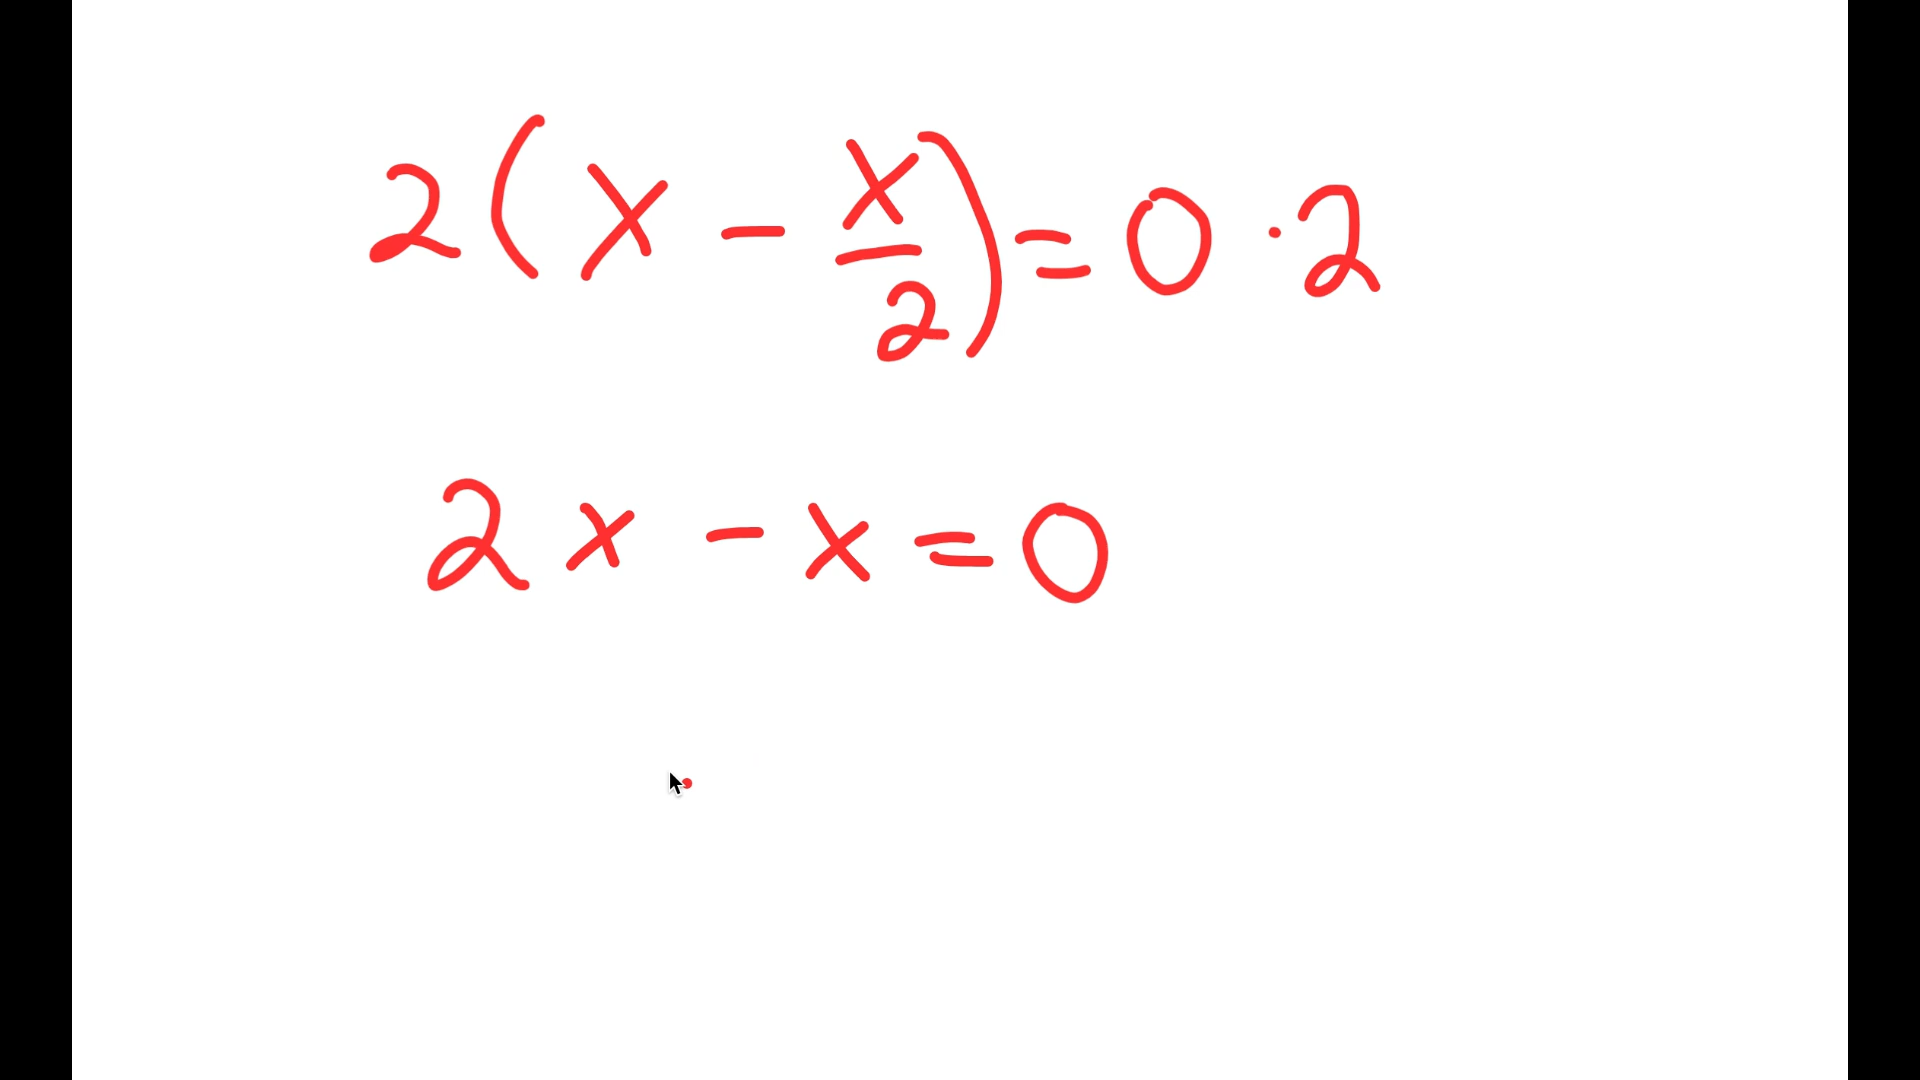 2(x - x/2) = 0 · 2
2x - x = 0